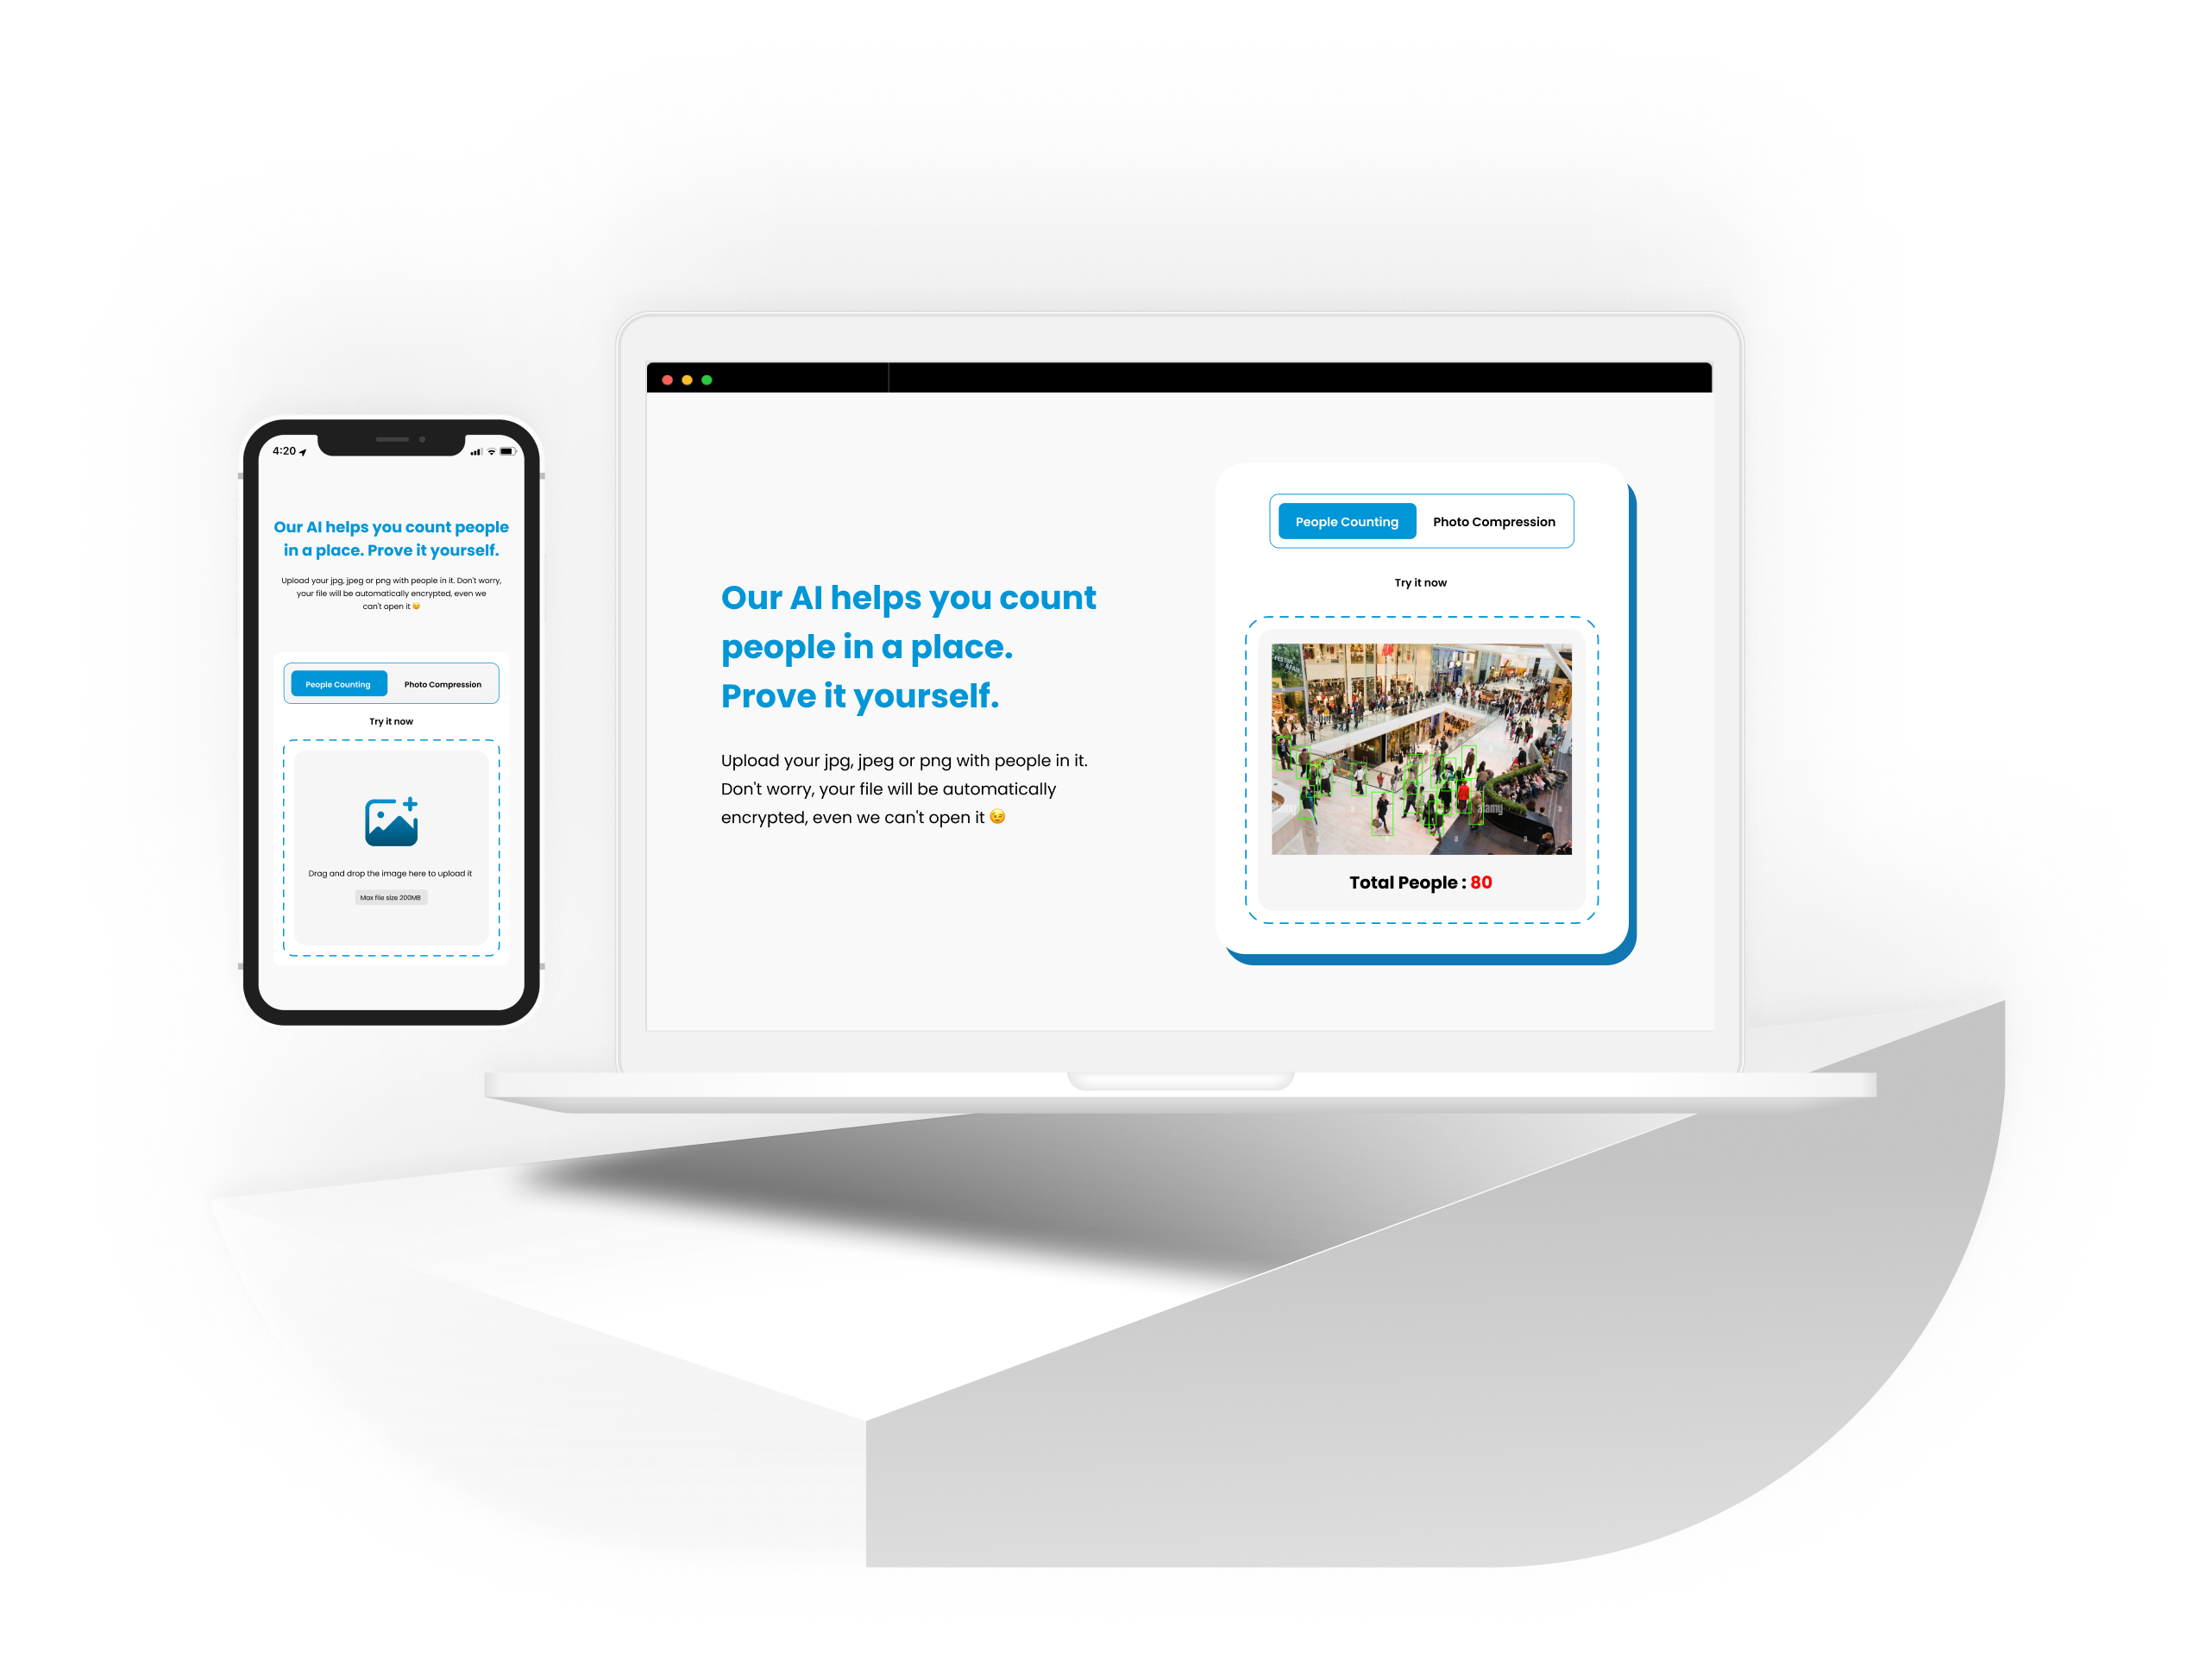 4:20
Our AI helps you count people
in a place. Prove it yourself.
Upload your jpg, jpeg or png with people in it. Don't worry,
your file will be automatically encrypted, even we
can't open it 😉
People Counting
Photo Compression
Try it now
Drag and drop the image here to upload it
Max file size 200MB
Our AI helps you count
people in a place.
Prove it yourself.
Upload your jpg, jpeg or png with people in it.
Don't worry, your file will be automatically
encrypted, even we can't open it 😉
People Counting
Photo Compression
Try it now
H&M
alamy
Total People : 80